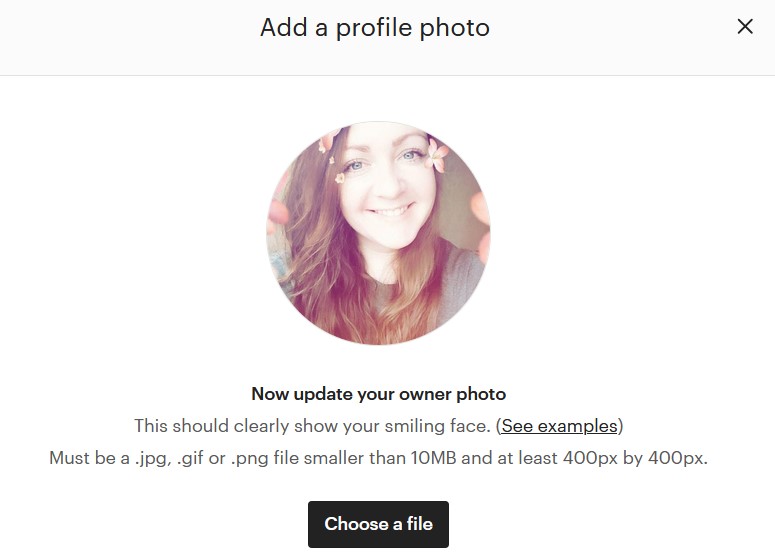 Add a profile photo
Now update your owner photo
This should clearly show your smiling face. (See examples)
Must be a .jpg, .gif or .png file smaller than 10MB and at least 400px by 400px.
Choose a file